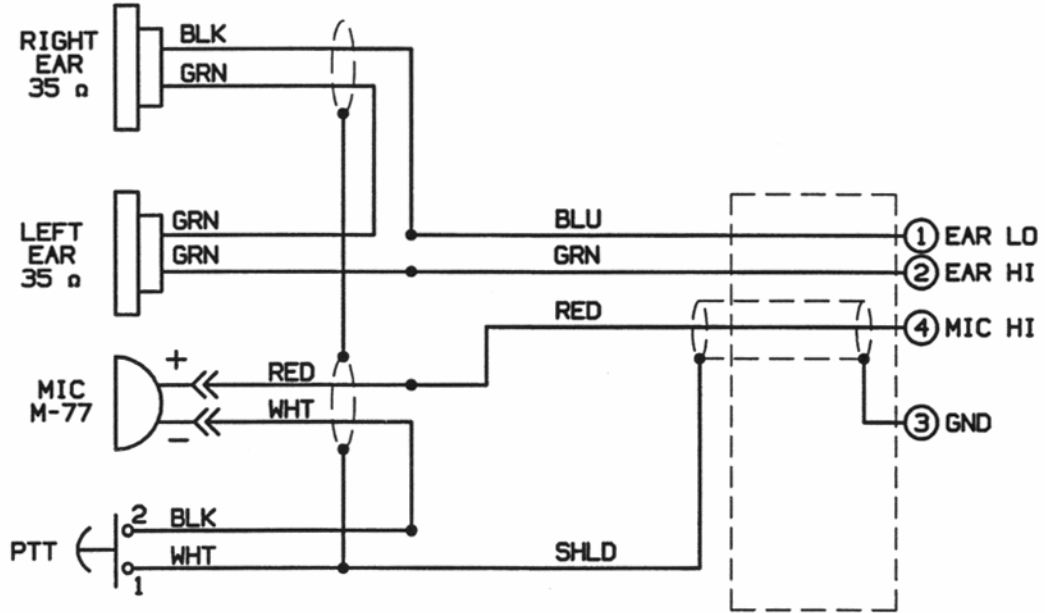 RIGHT
EAR
35 Ω
BLK
GRN
LEFT
EAR
35 Ω
GRN
GRN
BLU
GRN
1 EAR LO
2 EAR HI
RED
4 MIC HI
MIC
M-77
+
−
RED
WHT
3 GND
PTT
2
BLK
WHT
1
SHLD